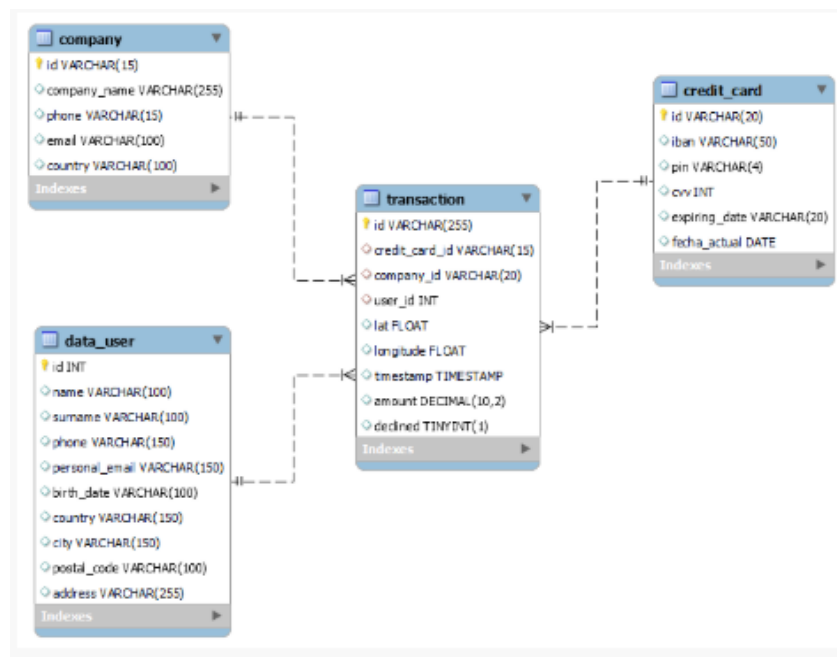 company
id VARCHAR(15)
company_name VARCHAR(255)
phone VARCHAR(15)
email VARCHAR(100)
country VARCHAR(100)
Indexes
data_user
id INT
name VARCHAR(100)
surname VARCHAR(100)
phone VARCHAR(150)
personal_email VARCHAR(150)
birth_date VARCHAR(100)
country VARCHAR(150)
city VARCHAR(150)
postal_code VARCHAR(100)
address VARCHAR(255)
Indexes
transaction
id VARCHAR(255)
credit_card_id VARCHAR(15)
company_id VARCHAR(20)
user_id INT
lat FLOAT
longitude FLOAT
timestamp TIMESTAMP
amount DECIMAL(10,2)
declined TINYINT(1)
Indexes
credit_card
id VARCHAR(20)
iban VARCHAR(50)
pin VARCHAR(4)
cvv INT
expiring_date VARCHAR(20)
fecha_actual DATE
Indexes